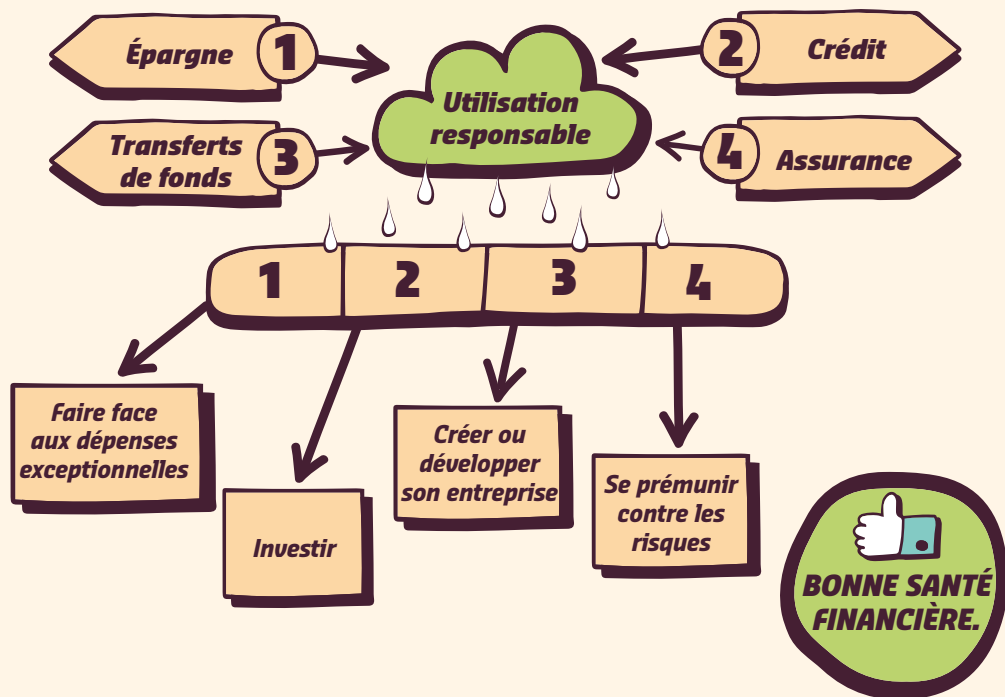 Épargne
1
2
Crédit
Utilisation
responsable
Transferts
de fonds
3
4
Assurance
1
2
3
4
Faire face
aux dépenses
exceptionnelles
Investir
Créer ou
développer
son entreprise
Se prémunir
contre les
risques
BONNE SANTÉ
FINANCIÈRE.